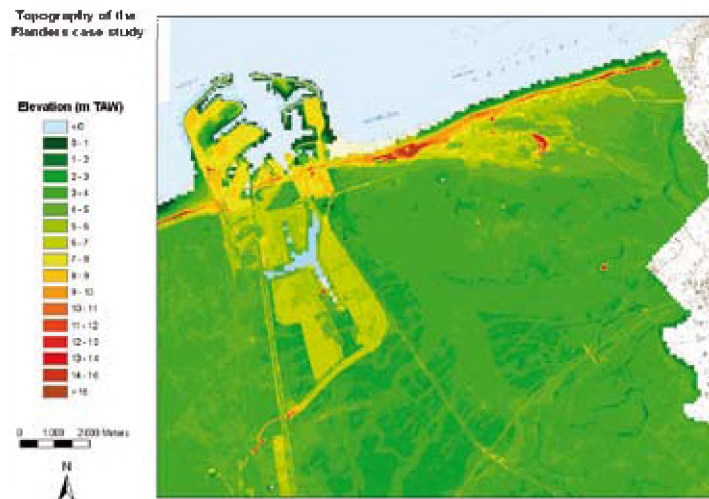 Topography of the
Flanders case study
Elevation (m TAW)
<0
0 - 1
1 - 2
2 - 3
3 - 4
4 - 5
5 - 6
6 - 7
7 - 8
8 - 9
9 - 10
10 - 11
11 - 12
12 - 13
13 - 14
14 - 15
> 15
0 1.000 2.000 Meters
N